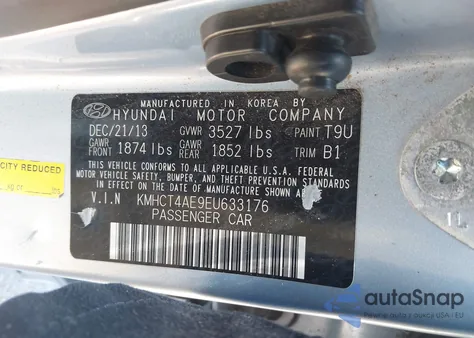 MANUFACTURED IN KOREA BY
HYUNDAI MOTOR COMPANY
DEC/21/13 GVWR 3527 lbs PAINT T9U
GAWR FRONT 1874 lbs GAWR REAR 1852 lbs TRIM B1
THIS VEHICLE CONFORMS TO ALL APPLICABLE U.S.A. FEDERAL
MOTOR VEHICLE SAFETY, BUMPER, AND THEFT PREVENTION
STANDARDS IN EFFECT ON THE DATE OF MANUFACTURE
SHOWN ABOVE.
V.I.N KMHCT4AE9EU633176
PASSENGER CAR
CITY REDUCED
autoSnap